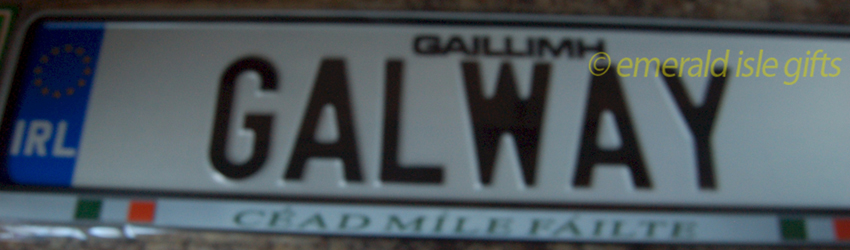 GAILLIMH
© emerald isle gifts
IRL
GALWAY
CÉAD MÍLE FÁILTE